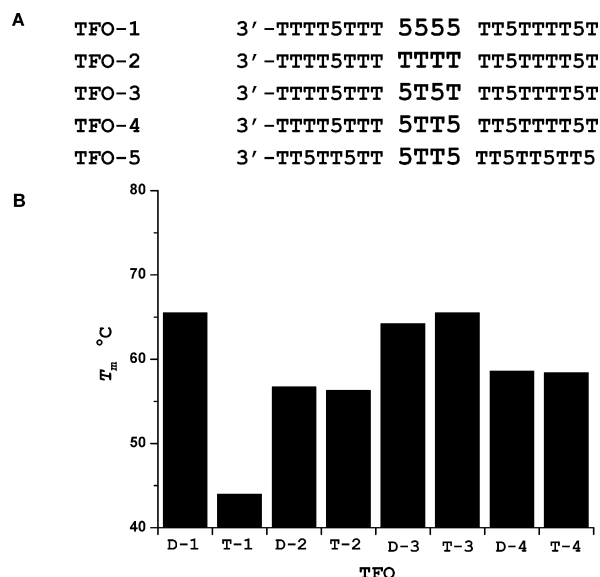 A
TFO-1 3′-TTTT5TTT 5555 TT5TTTT5T
TFO-2 3′-TTTT5TTT TTTT TT5TTTT5T
TFO-3 3′-TTTT5TTT 5T5T TT5TTTT5T
TFO-4 3′-TTTT5TTT 5TT5 TT5TTTT5T
TFO-5 3′-TT5TT5TT 5TT5 TT5TT5TT5
B
80
70
60
50
40
Tm °C
D-1 T-1 D-2 T-2 D-3 T-3 D-4 T-4
TFO